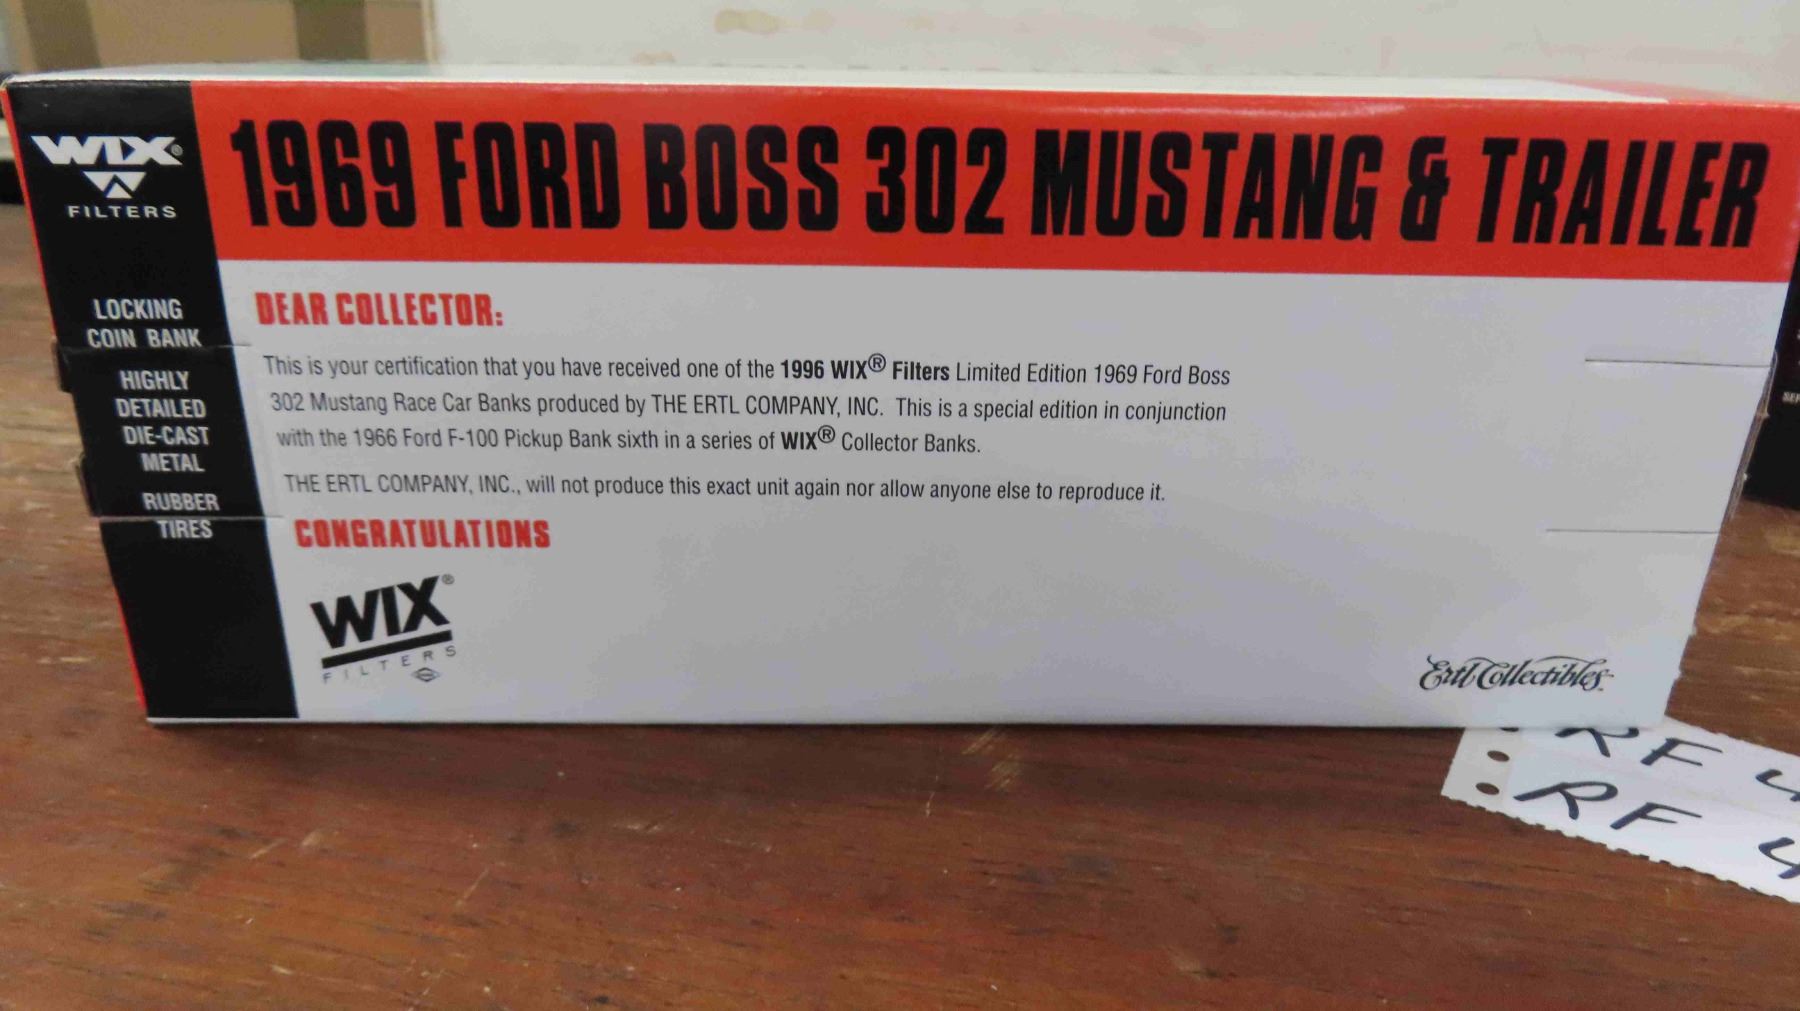 WIX®
FILTERS
LOCKING
COIN BANK
HIGHLY
DETAILED
DIE-CAST
METAL
RUBBER
TIRES
1969 FORD BOSS 302 MUSTANG & TRAILER
DEAR COLLECTOR:
This is your certification that you have received one of the 1996 WIX® Filters Limited Edition 1969 Ford Boss
302 Mustang Race Car Banks produced by THE ERTL COMPANY, INC. This is a special edition in conjunction
with the 1966 Ford F-100 Pickup Bank sixth in a series of WIX® Collector Banks.
THE ERTL COMPANY, INC., will not produce this exact unit again nor allow anyone else to reproduce it.
CONGRATULATIONS
WIX®
FILTERS
Ertl Collectibles
RF 4
RF 4